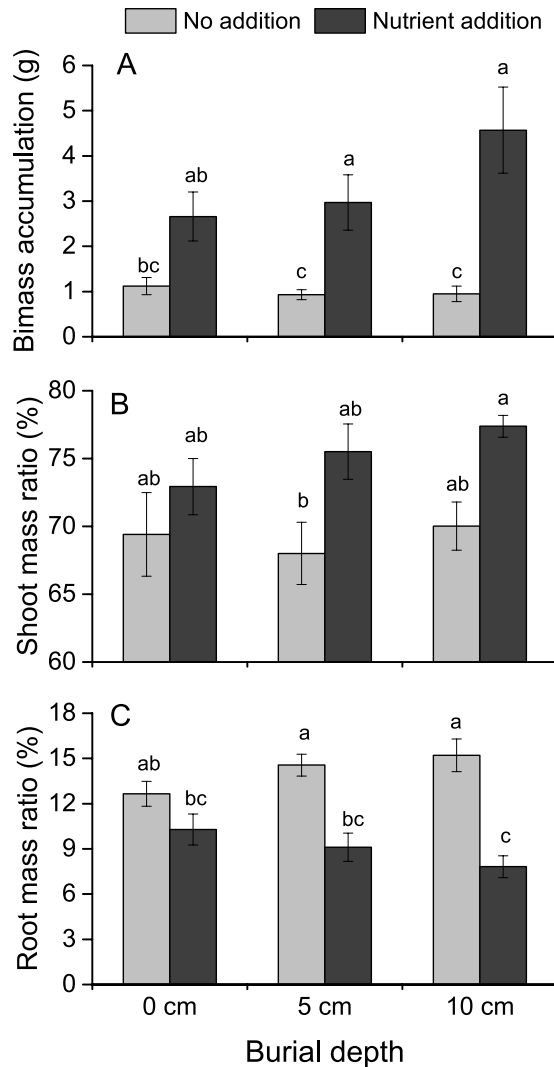 No addition Nutrient addition
A
Bimass accumulation (g)
6
5
4
3
2
1
0
bc ab c a c a
B
Shoot mass ratio (%)
80
75
70
65
60
ab ab b ab ab a
C
Root mass ratio (%)
18
15
12
9
6
3
0
ab bc a bc a c
0 cm 5 cm 10 cm
Burial depth